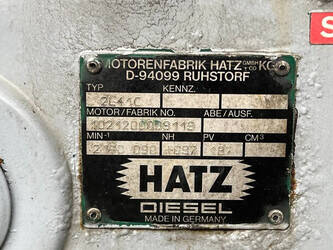 MOTORENFABRIK HATZ GMBH + CO KG
D-94099 RUHSTORF
TYP KENNZ.
2G41C
MOTOR/FABRIK NO. ABE/AUSF.
MIN-¹ NH PV CM³
HATZ
DIESEL
MADE IN GERMANY
S